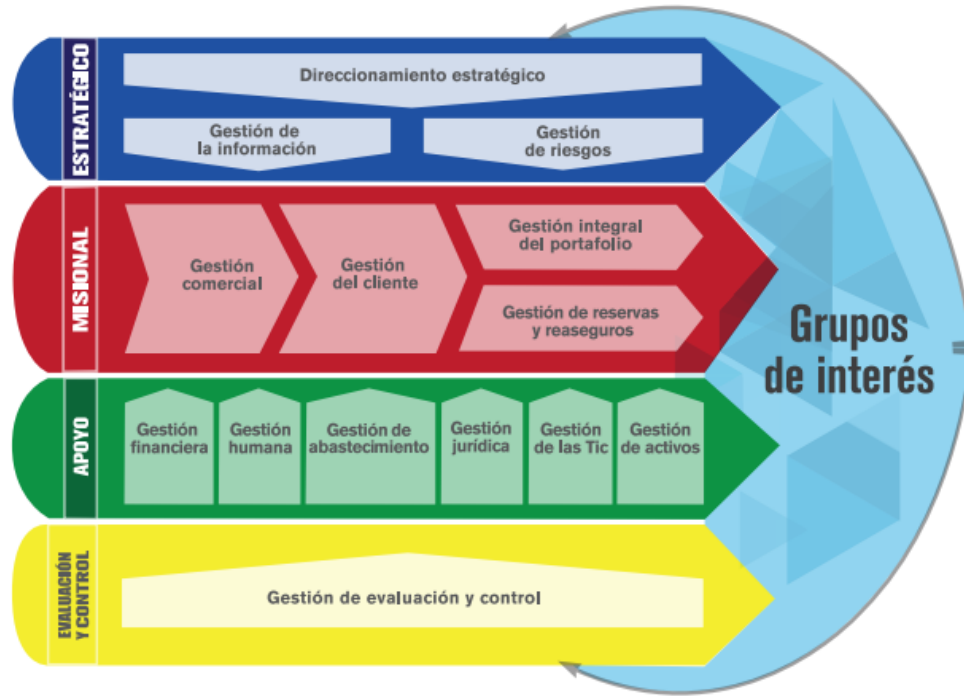 ESTRATÉGICO
Direccionamiento estratégico
Gestión de
la información
Gestión
de riesgos
MISIONAL
Gestión
comercial
Gestión
del cliente
Gestión integral
del portafolio
Gestión de reservas
y reaseguros
APOYO
Gestión
financiera
Gestión
humana
Gestión de
abastecimiento
Gestión
jurídica
Gestión
de las Tic
Gestión
de activos
EVALUACIÓN
Y CONTROL
Gestión de evaluación y control
Grupos
de interés